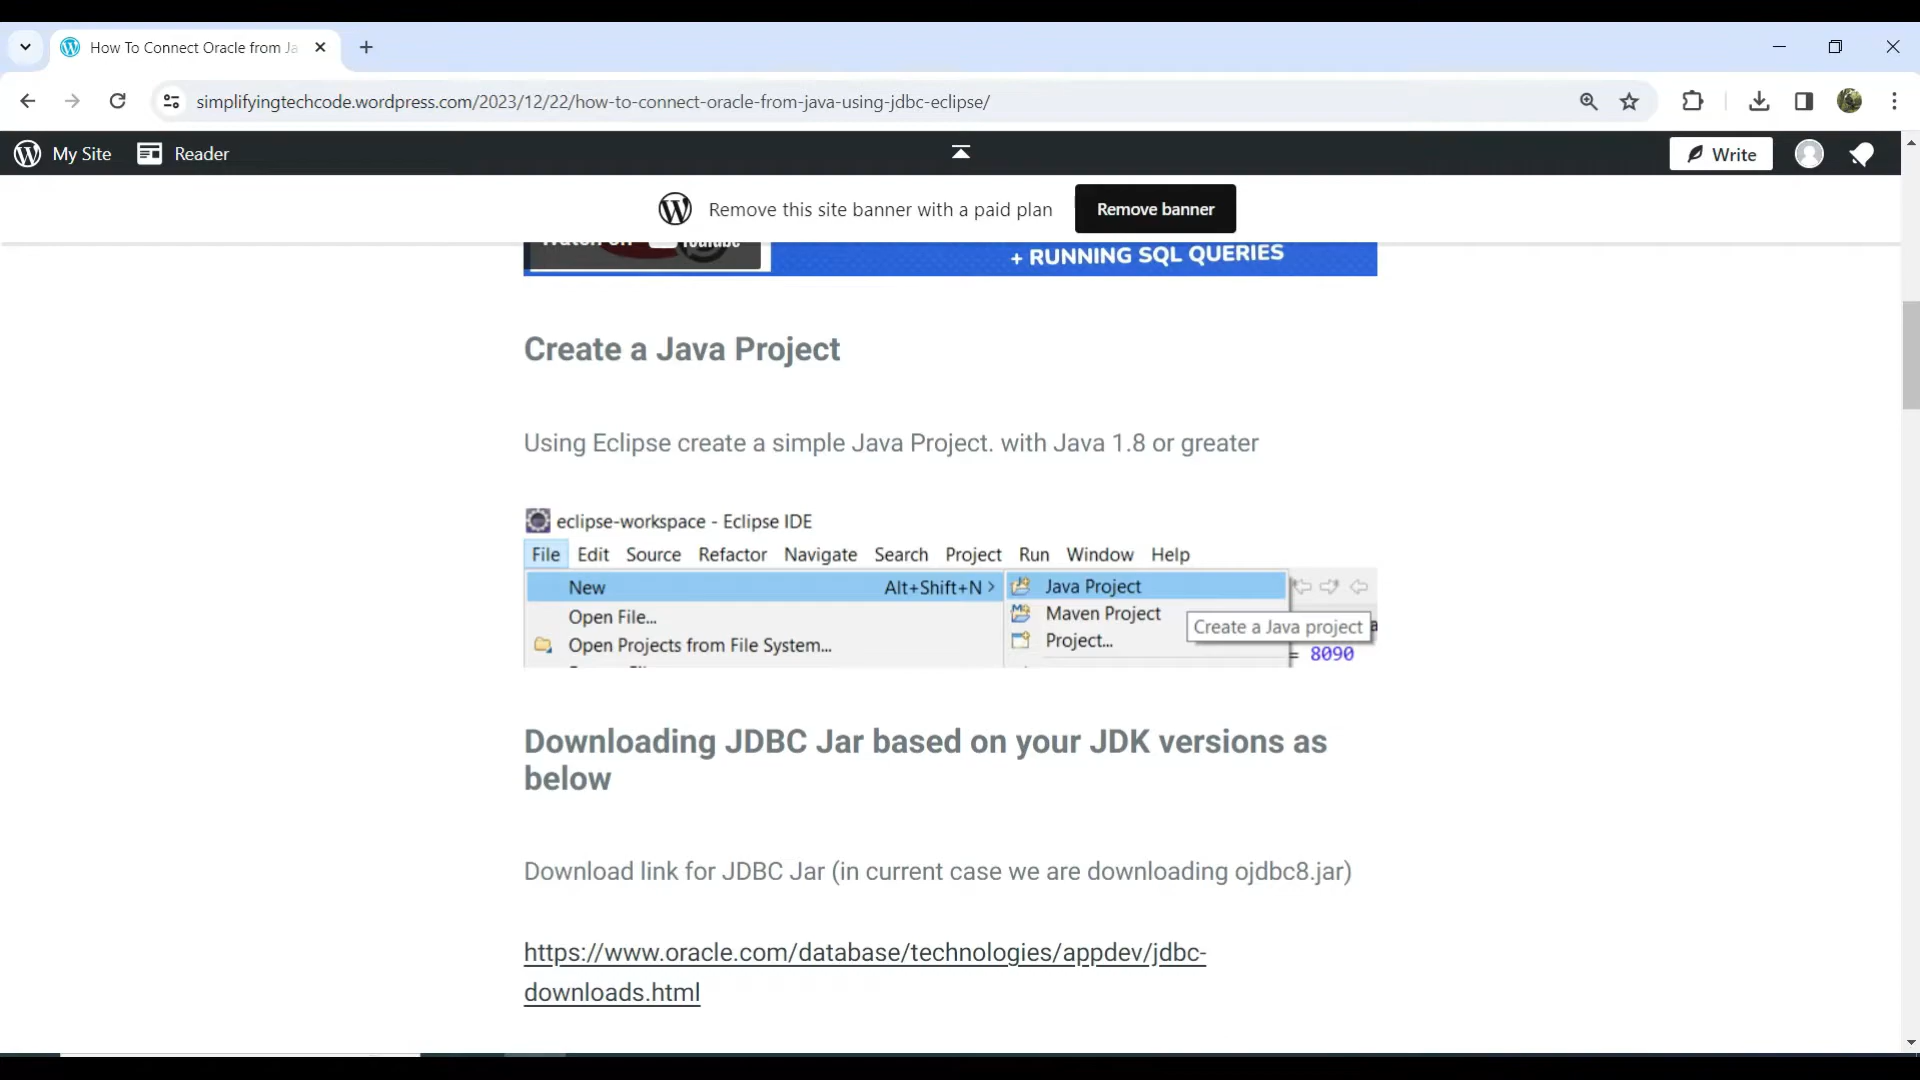 How To Connect Oracle from Ja
simplifyingtechcode.wordpress.com/2023/12/22/how-to-connect-oracle-from-java-using-jdbc-eclipse/
My Site Reader Write
Remove this site banner with a paid plan Remove banner
Watch on YouTube
+ RUNNING SQL QUERIES
Create a Java Project
Using Eclipse create a simple Java Project. with Java 1.8 or greater
eclipse-workspace - Eclipse IDE
File Edit Source Refactor Navigate Search Project Run Window Help
New Alt+Shift+N > Java Project
Open File... Maven Project
Create a Java project a
Open Projects from File System... Project...
= 8090
Downloading JDBC Jar based on your JDK versions as
below
Download link for JDBC Jar (in current case we are downloading ojdbc8.jar)
https://www.oracle.com/database/technologies/appdev/jdbc-
downloads.html